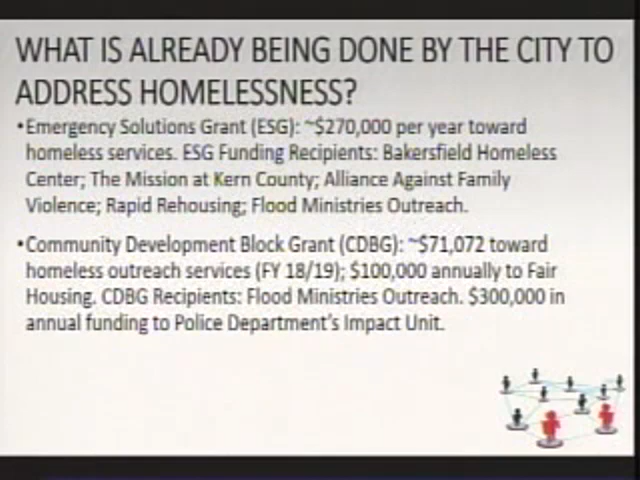 WHAT IS ALREADY BEING DONE BY THE CITY TO
ADDRESS HOMELESSNESS?
•Emergency Solutions Grant (ESG): ~$270,000 per year toward
homeless services. ESG Funding Recipients: Bakersfield Homeless
Center; The Mission at Kern County; Alliance Against Family
Violence; Rapid Rehousing; Flood Ministries Outreach.
•Community Development Block Grant (CDBG): ~$71,072 toward
homeless outreach services (FY 18/19); $100,000 annually to Fair
Housing. CDBG Recipients: Flood Ministries Outreach. $300,000 in
annual funding to Police Department's Impact Unit.